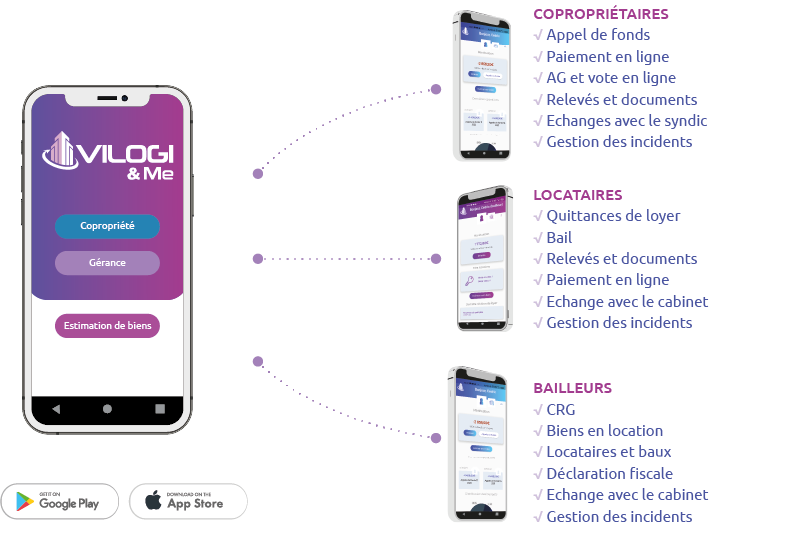 VILOGI
& Me
Copropriété
Gérance
Estimation de biens
GET IT ON
Google Play
DOWNLOAD ON THE
App Store
COPROPRIÉTAIRES
√ Appel de fonds
√ Paiement en ligne
√ AG et vote en ligne
√ Relevés et documents
√ Echanges avec le syndic
√ Gestion des incidents
LOCATAIRES
√ Quittances de loyer
√ Bail
√ Relevés et documents
√ Paiement en ligne
√ Echange avec le cabinet
√ Gestion des incidents
BAILLEURS
√ CRG
√ Biens en location
√ Locataires et baux
√ Déclaration fiscale
√ Echange avec le cabinet
√ Gestion des incidents